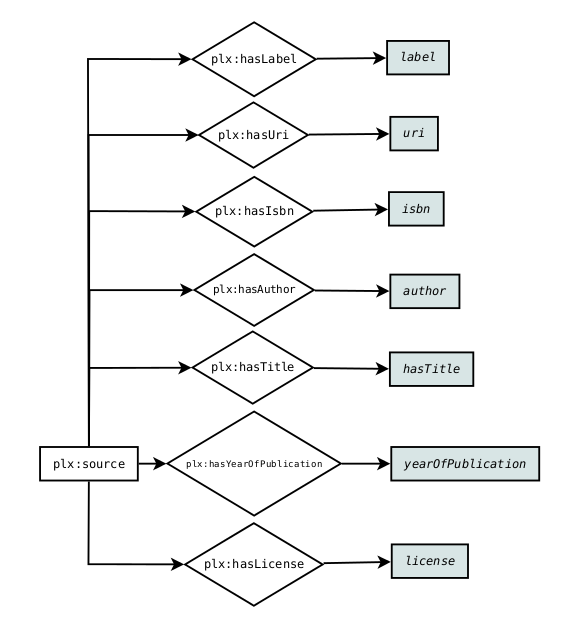 plx:hasLabel label
plx:hasUri uri
plx:hasIsbn isbn
plx:hasAuthor author
plx:hasTitle hasTitle
plx:source plx:hasYearOfPublication yearOfPublication
plx:hasLicense license